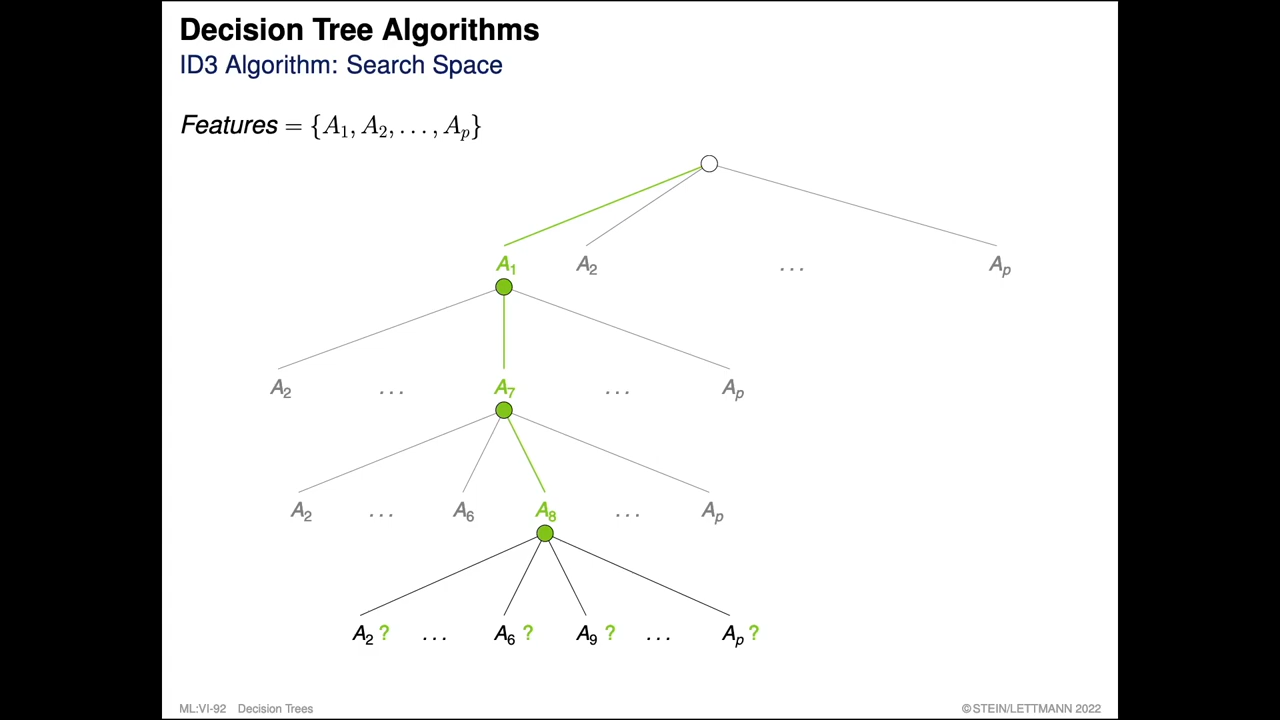 Decision Tree Algorithms
ID3 Algorithm: Search Space
Features = {A₁, A₂, . . . , Aₚ}
A₁ A₂ . . . Aₚ
A₂ . . . A₇ . . . Aₚ
A₂ . . . A₆ A₈ . . . Aₚ
A₂ ? . . . A₆ ? A₉ ? . . . Aₚ ?
ML:VI-92 Decision Trees ©STEIN/LETTMANN 2022